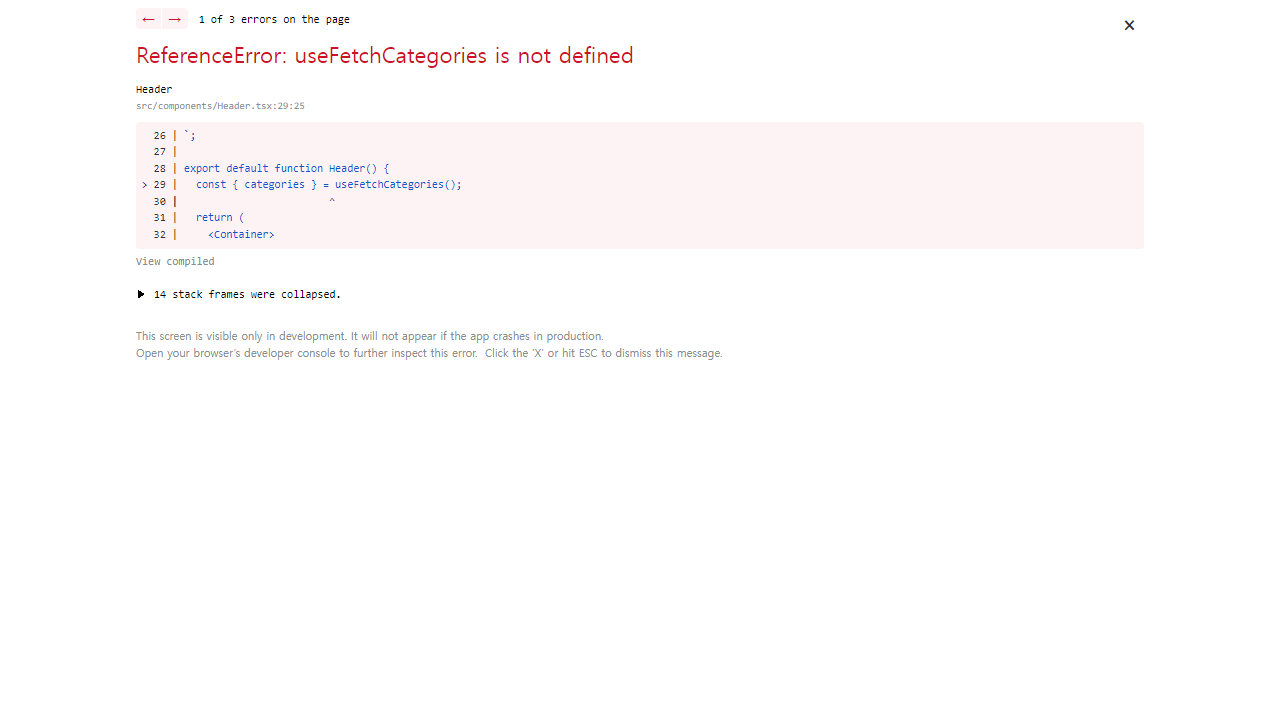 ← → 1 of 3 errors on the page
×
ReferenceError: useFetchCategories is not defined
Header
src/components/Header.tsx:29:25
26 | `;
27 |
28 | export default function Header() {
> 29 |   const { categories } = useFetchCategories();
30 |                         ^
31 |   return (
32 |     <Container>
View compiled
▶ 14 stack frames were collapsed.
This screen is visible only in development. It will not appear if the app crashes in production.
Open your browser's developer console to further inspect this error.  Click the 'X' or hit ESC to dismiss this message.